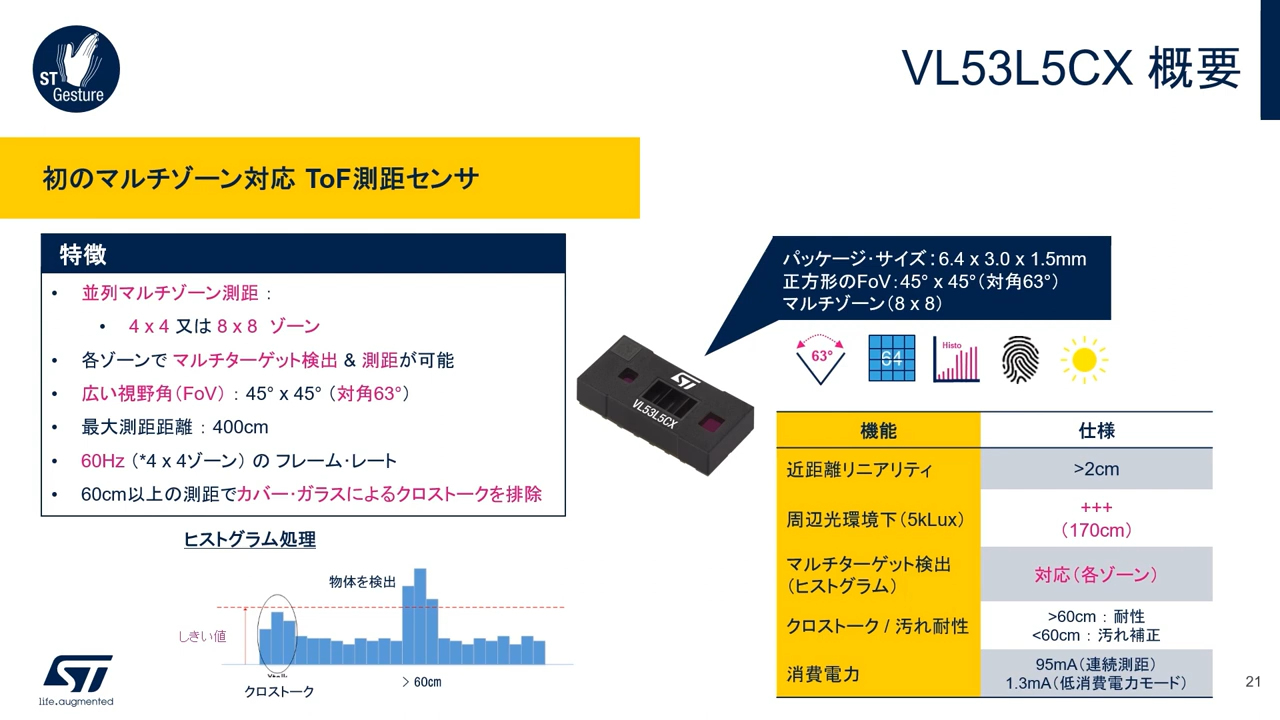 ST
Gesture
VL53L5CX 概要
初のマルチゾーン対応 ToF測距センサ
特徴
• 並列マルチゾーン測距：
• 4 x 4 又は 8 x 8 ゾーン
• 各ゾーンで マルチターゲット検出 & 測距が可能
• 広い視野角（FoV）：45° x 45°（対角63°）
• 最大測距距離：400cm
• 60Hz（*4 x 4ゾーン）の フレーム・レート
• 60cm以上の測距でカバー・ガラスによるクロストークを排除
ヒストグラム処理
物体を検出
しきい値
クロストーク
> 60cm
パッケージ・サイズ：6.4 x 3.0 x 1.5mm
正方形のFoV：45° x 45°（対角63°）
マルチゾーン（8 x 8）
63°
64
Histo
ST
VL53L5CX
機能 仕様
近距離リニアリティ >2cm
周辺光環境下（5kLux） +++
（170cm）
マルチターゲット検出
（ヒストグラム） 対応（各ゾーン）
クロストーク / 汚れ耐性 >60cm：耐性
<60cm：汚れ補正
消費電力 95mA（連続測距）
1.3mA（低消費電力モード）
ST
life.augmented
21